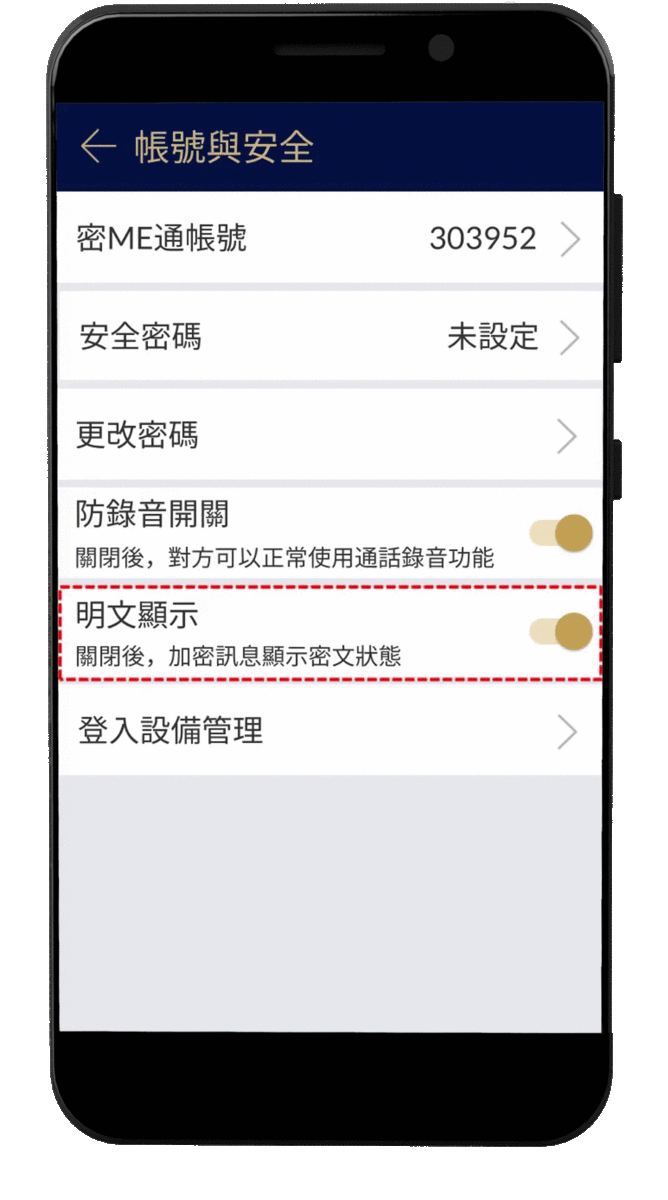 帳號與安全
密ME通帳號 303952
安全密碼 未設定
更改密碼
防錄音開關
關閉後，對方可以正常使用通話錄音功能
明文顯示
關閉後，加密訊息顯示密文狀態
登入設備管理